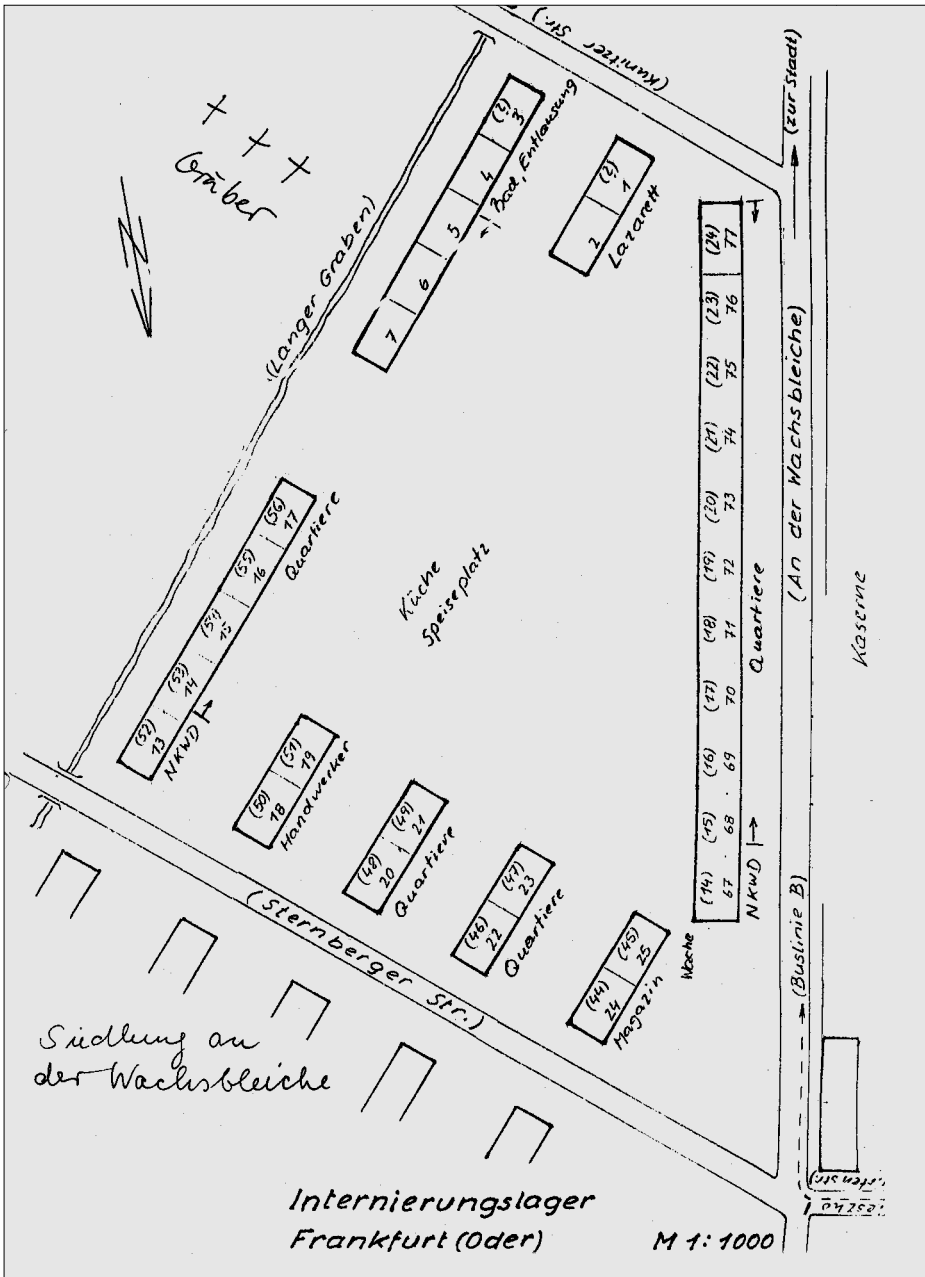 (Kunitzer Str.)
(zur Stadt)
Gräber
(Langer Graben)
(?) 3
4
5
6
7
Bad, Entlausung
(?) 1
2
Lazarett
(24) 77
(23) 76
(22) 75
(21) 74
(20) 73
(19) 72
(18) 71
(17) 70
(16) 69
(15) 68
(14) 67
Quartiere
NKWD
(An der Wachsbleiche)
(Buslinie B)
Kaserne
Küche
Speiseplatz
(56) 17
(55) 16
(54) 15
(53) 14
(52) 13
Quartiere
NKWD
(50) 18
(51) 19
Handwerker
(48) 20
(49) 21
Quartiere
(46) 22
(47) 23
Quartiere
(44) 24
(45) 25
Magazin
Wache
(Sternberger Str.)
Siedlung an
der Wachsbleiche
Internierungslager
Frankfurt (Oder)
M 1:1000